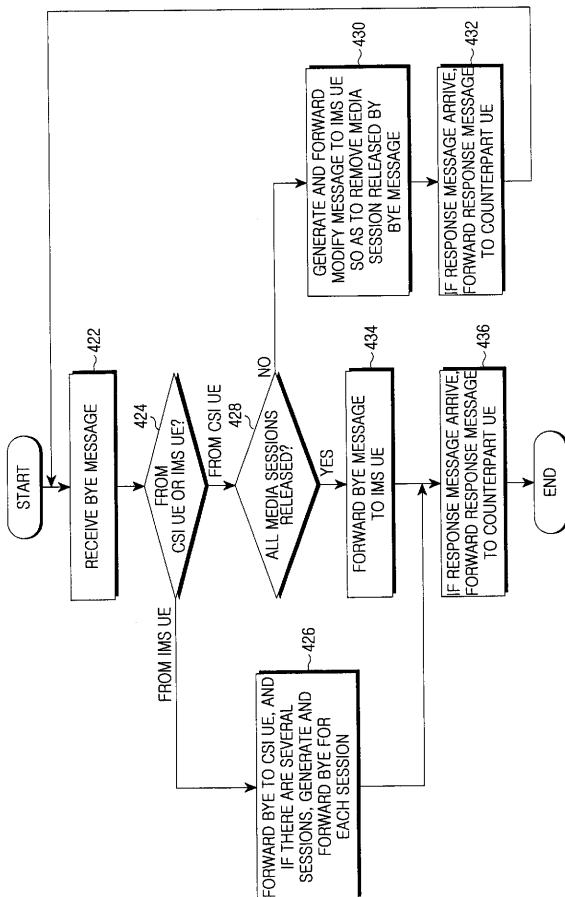 START
RECEIVE BYE MESSAGE
422
FROM
CSI UE OR IMS UE?
424
FROM IMS UE
FROM CSI UE
FORWARD BYE TO CSI UE, AND
IF THERE ARE SEVERAL
SESSIONS, GENERATE AND
FORWARD BYE FOR
EACH SESSION
426
ALL MEDIA SESSIONS
RELEASED?
428
NO
YES
GENERATE AND FORWARD
MODIFY MESSAGE TO IMS UE
SO AS TO REMOVE MEDIA
SESSION RELEASED BY
BYE MESSAGE
430
IF RESPONSE MESSAGE ARRIVE,
FORWARD RESPONSE MESSAGE
TO COUNTERPART UE
432
FORWARD BYE MESSAGE
TO IMS UE
434
IF RESPONSE MESSAGE ARRIVE,
FORWARD RESPONSE MESSAGE
TO COUNTERPART UE
436
END